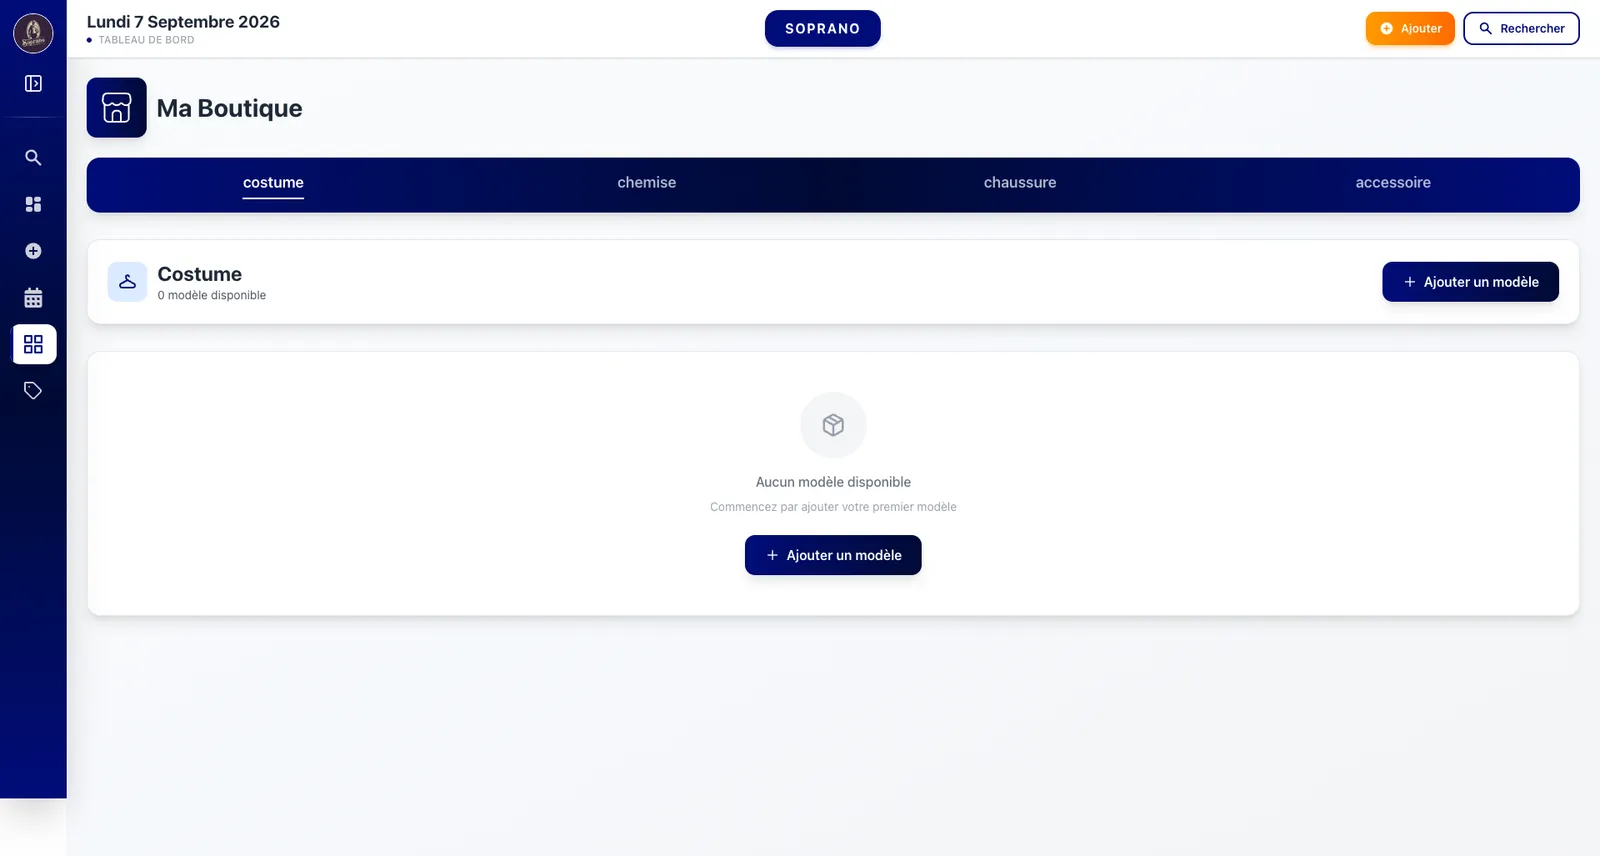 Soprano
Lundi 7 Septembre 2026
TABLEAU DE BORD
SOPRANO
Ajouter
Rechercher
Ma Boutique
costume
chemise
chaussure
accessoire
Costume
0 modèle disponible
Ajouter un modèle
Aucun modèle disponible
Commencez par ajouter votre premier modèle
Ajouter un modèle